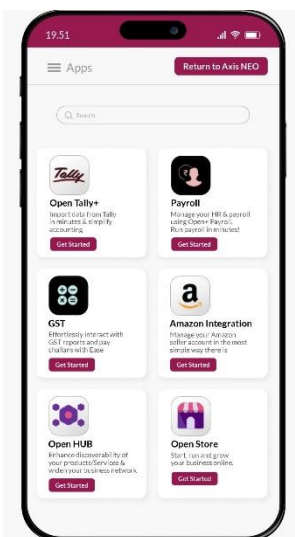 19.51
Apps
Return to Axis NEO
Search
Tally
Open Tally+
Import data from Tally
in minutes & simplify
accounting
Get Started
Payroll
Manage your HR & payroll
using Open+ Payroll.
Run payroll in minutes!
Get Started
GST
Effortlessly interact with
GST reports and pay
challans with Ease
Get Started
a
Amazon Integration
Manage your Amazon
seller account in the most
simple way there is
Get Started
Open HUB
Enhance discoverability of
your products/Services &
widen your business network
Get Started
Open Store
Start, run and grow
your business online.
Get Started